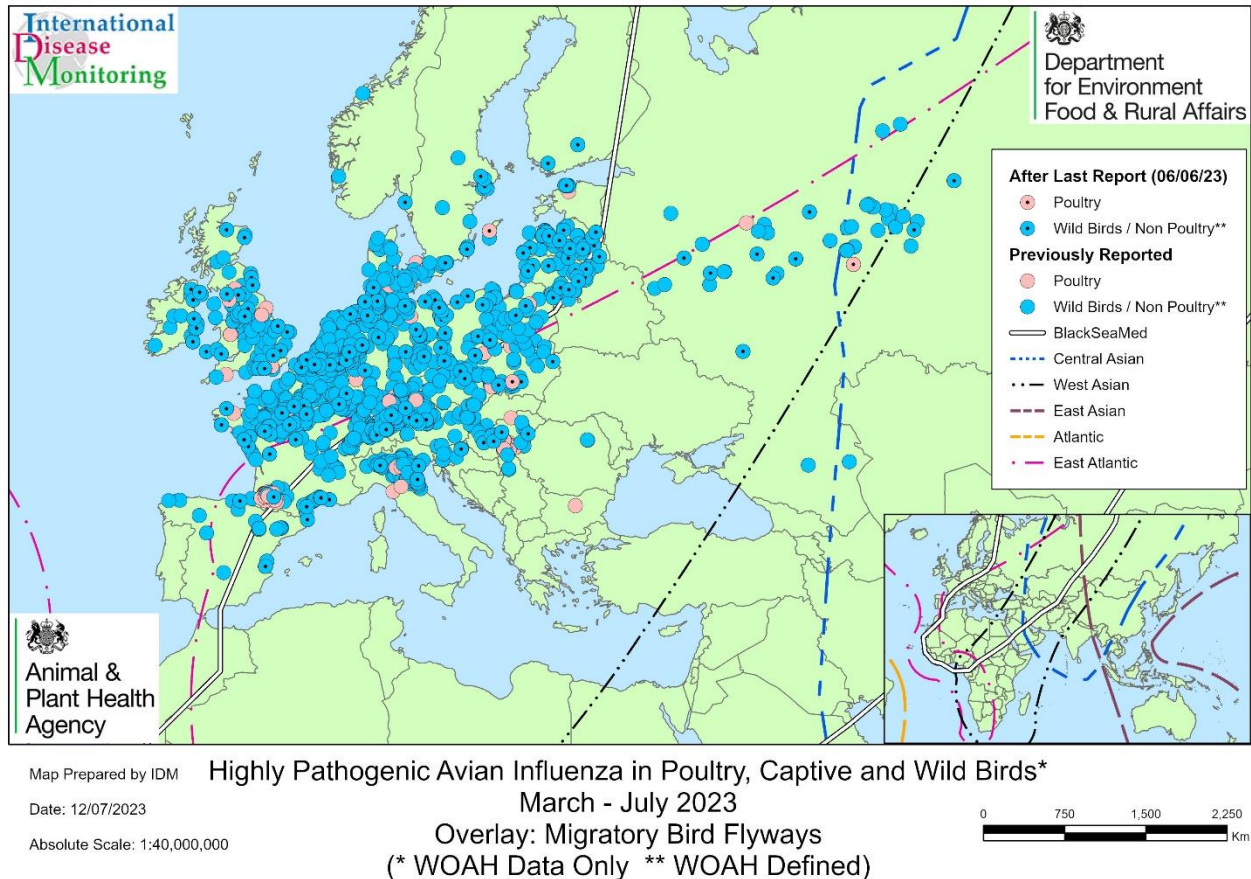 International
Disease
Monitoring
Department
for Environment
Food & Rural Affairs
After Last Report (06/06/23)
Poultry
Wild Birds / Non Poultry**
Previously Reported
Poultry
Wild Birds / Non Poultry**
BlackSeaMed
Central Asian
West Asian
East Asian
Atlantic
East Atlantic
Animal &
Plant Health
Agency
Map Prepared by IDM
Date: 12/07/2023
Absolute Scale: 1:40,000,000
Highly Pathogenic Avian Influenza in Poultry, Captive and Wild Birds*
March - July 2023
Overlay: Migratory Bird Flyways
(* WOAH Data Only ** WOAH Defined)
0 750 1,500 2,250
Km